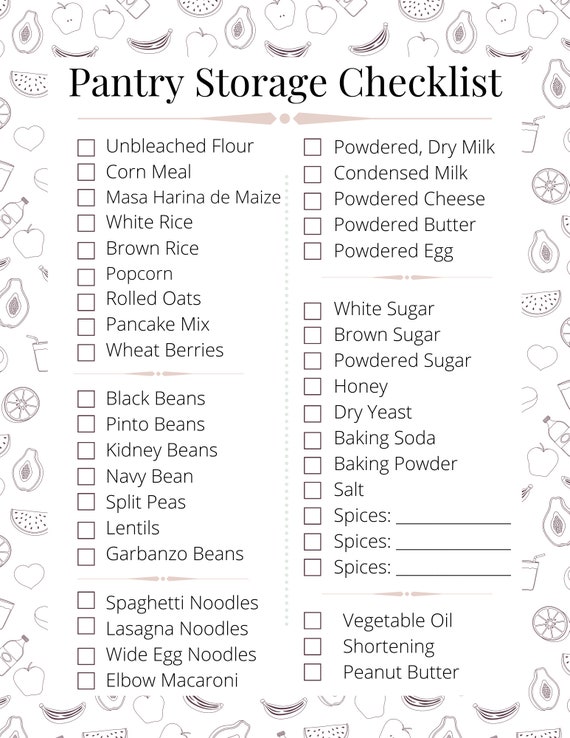 Pantry Storage Checklist
Unbleached Flour
Corn Meal
Masa Harina de Maize
White Rice
Brown Rice
Popcorn
Rolled Oats
Pancake Mix
Wheat Berries
Black Beans
Pinto Beans
Kidney Beans
Navy Bean
Split Peas
Lentils
Garbanzo Beans
Spaghetti Noodles
Lasagna Noodles
Wide Egg Noodles
Elbow Macaroni
Powdered, Dry Milk
Condensed Milk
Powdered Cheese
Powdered Butter
Powdered Egg
White Sugar
Brown Sugar
Powdered Sugar
Honey
Dry Yeast
Baking Soda
Baking Powder
Salt
Spices: ___________
Spices: ___________
Spices: ___________
Vegetable Oil
Shortening
Peanut Butter